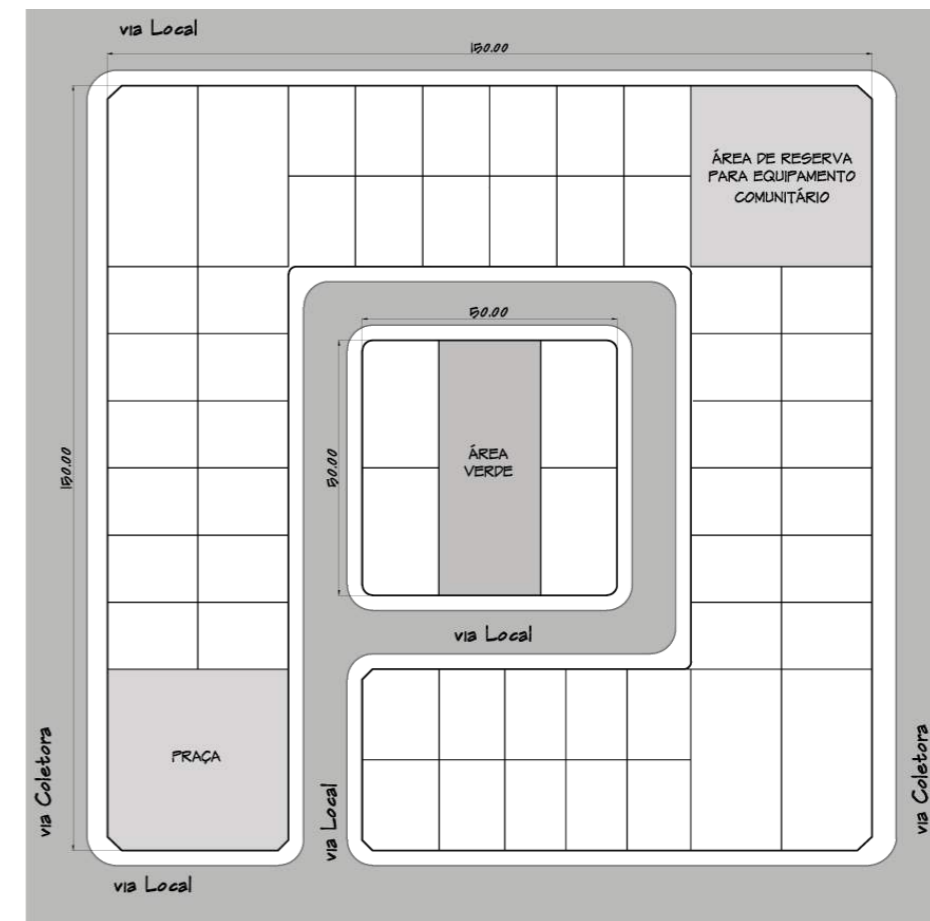 via Local
150.00
ÁREA DE RESERVA
PARA EQUIPAMENTO
COMUNITÁRIO
50.00
150.00
50.00
ÁREA
VERDE
via Local
PRAÇA
via Coletora
via Local
via Coletora
via Local